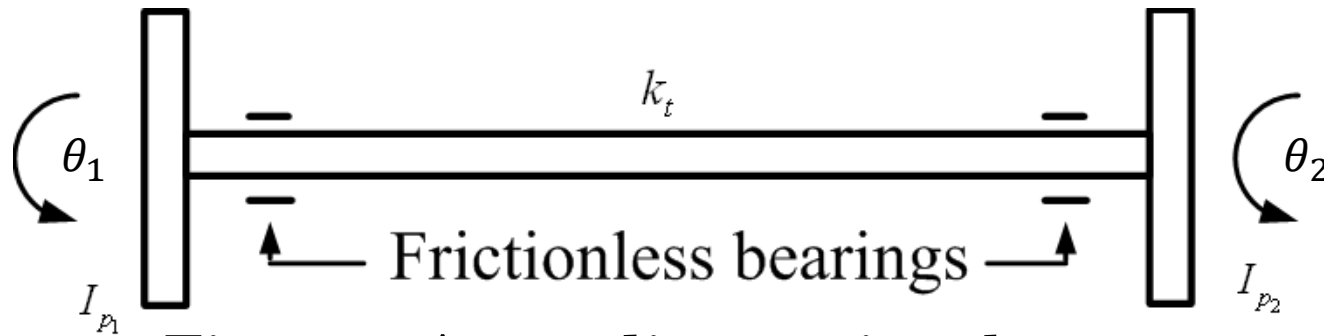 k_t
θ_1
θ_2
Frictionless bearings
I_{p_1}
I_{p_2}